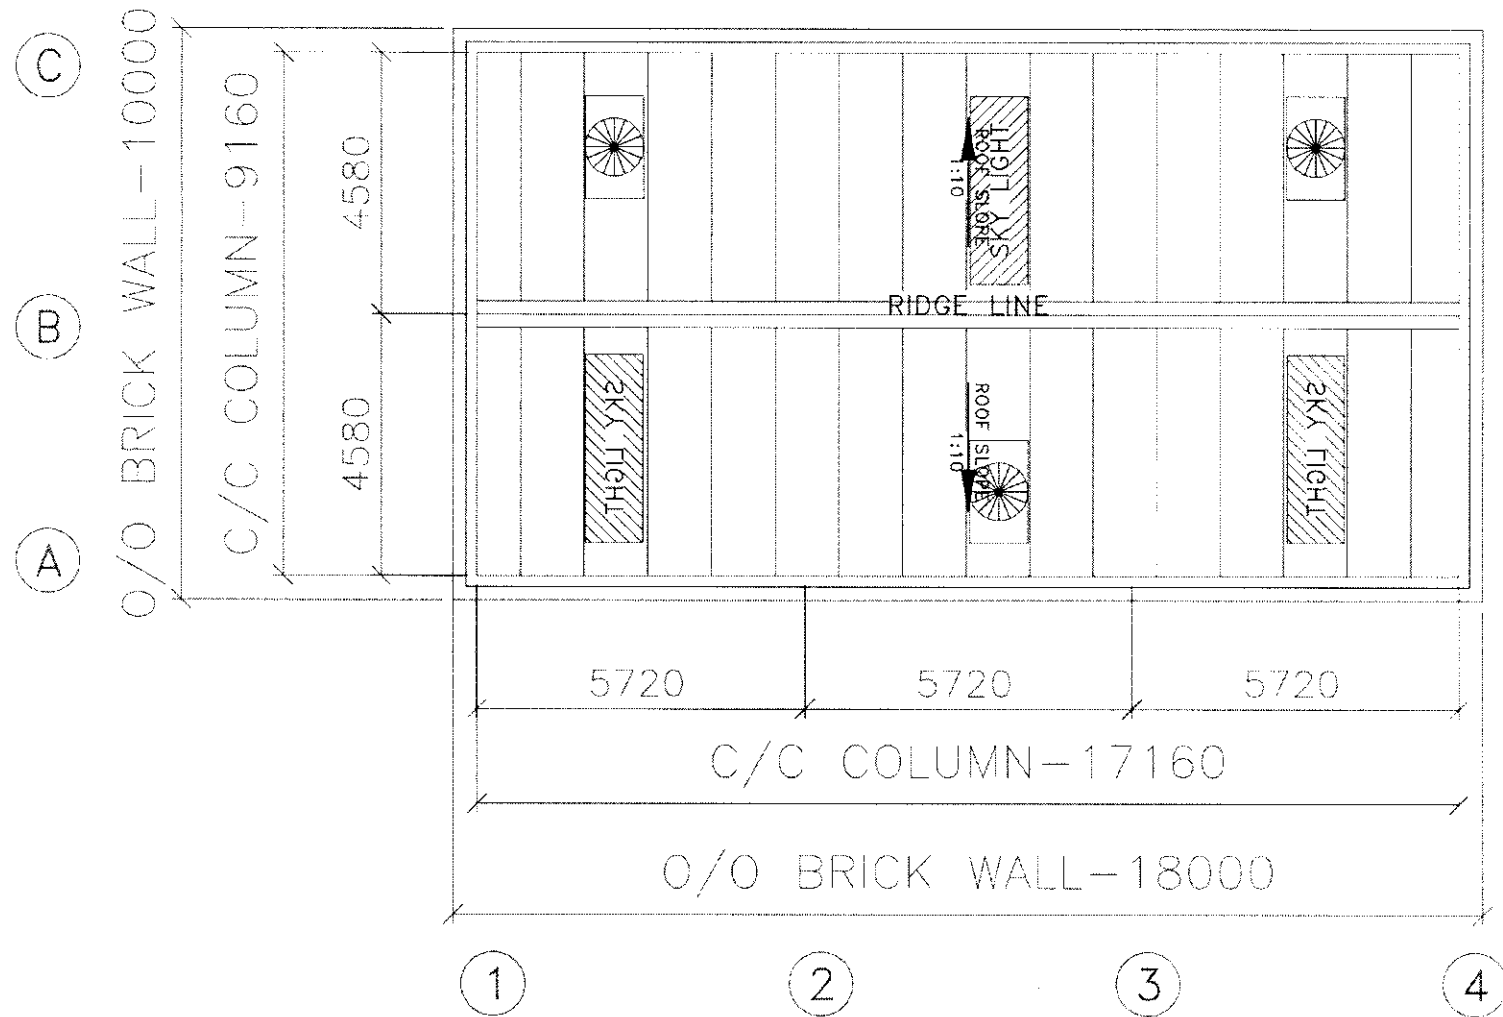 C
B
A
O/O BRICK WALL-10000
C/C COLUMN-9160
4580
4580
SKY LIGHT
ROOF SLOPE
1:10
RIDGE LINE
SKY LIGHT
ROOF SLOPE
1:10
SKY LIGHT
5720
5720
5720
C/C COLUMN-17160
O/O BRICK WALL-18000
1
2
3
4